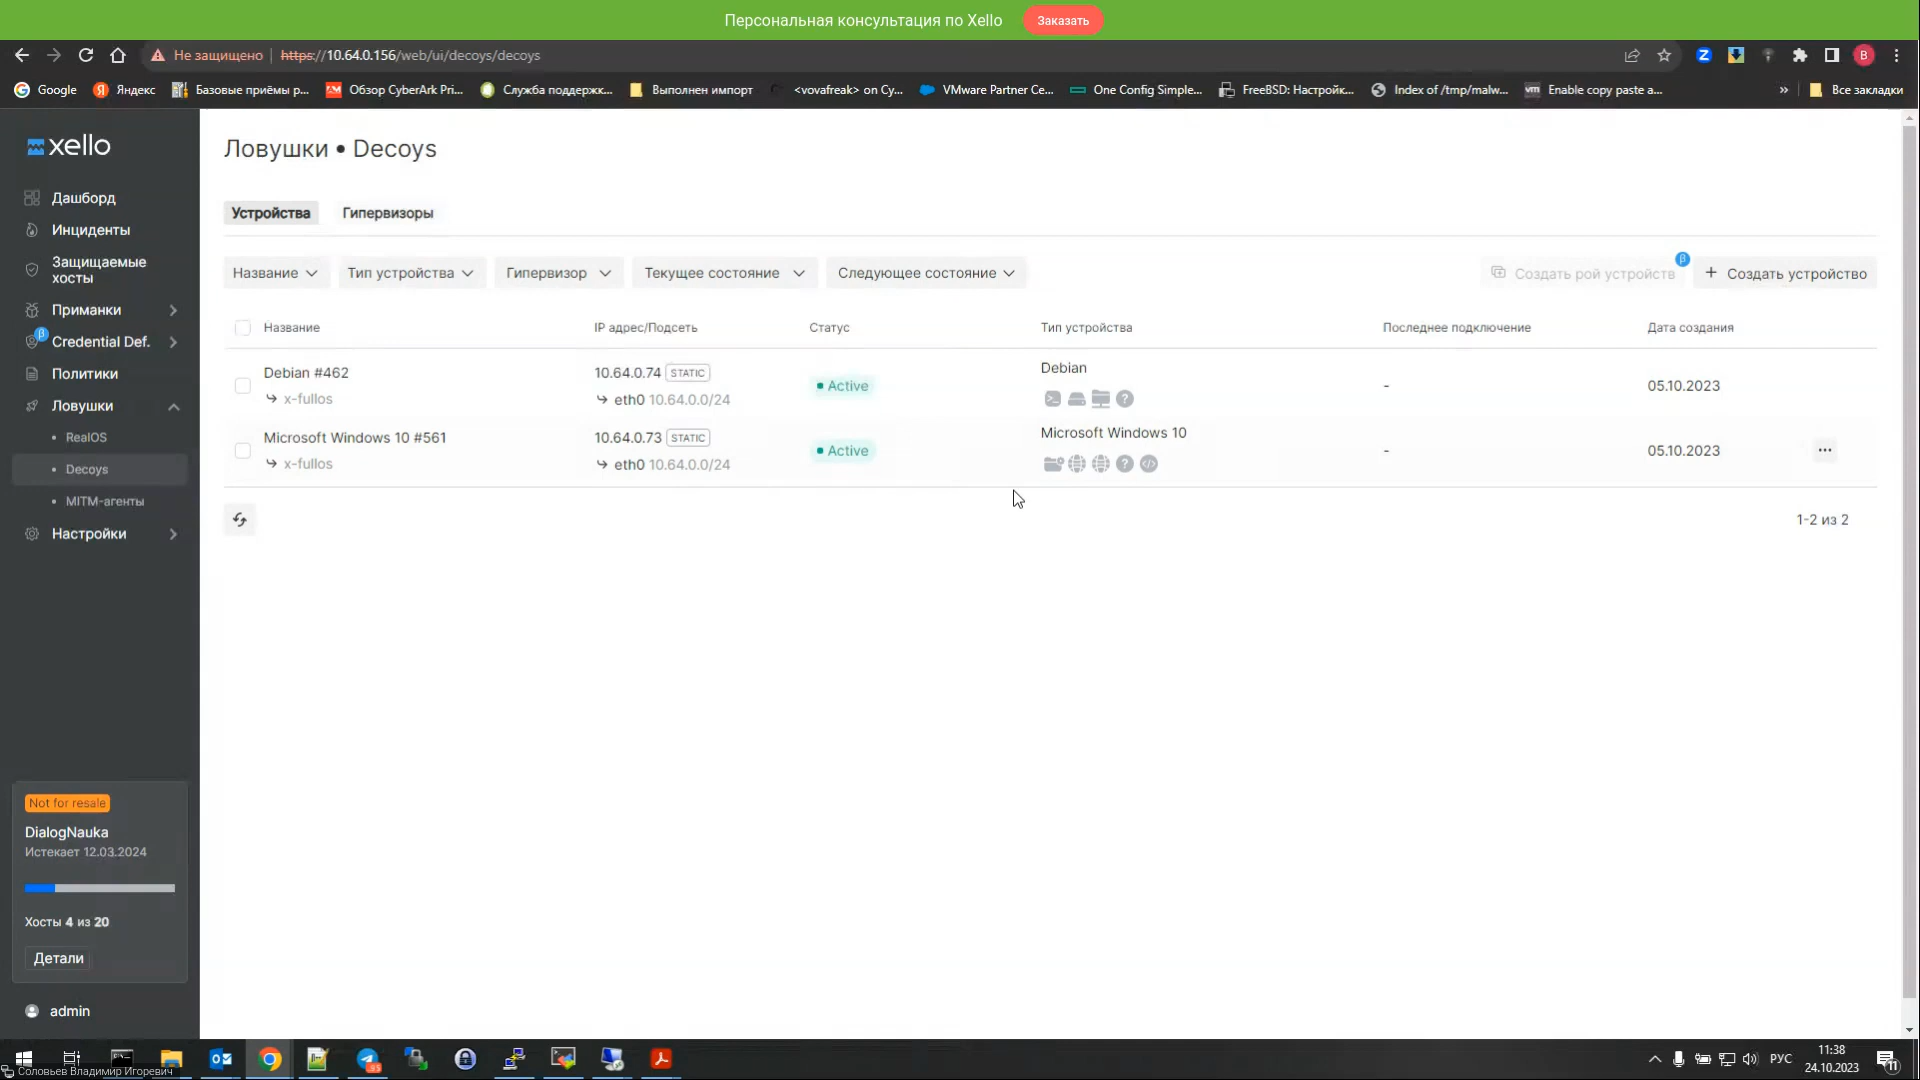 Персональная консультация по Xello
Заказать
Не защищено
https://10.64.0.156/web/ui/decoys/decoys
B
Google
Яндекс
Базовые приёмы р...
Обзор CyberArk Pri...
Служба поддержк...
Выполнен импорт
<vovafreak> on Cy...
VMware Partner Ce...
One Config Simple...
FreeBSD: Настройк...
Index of /tmp/malw...
vm
Enable copy paste a...
»
Все закладки
xello
Дашборд
Инциденты
Защищаемые
хосты
Приманки
β
Credential Def.
Политики
Ловушки
RealOS
Decoys
MITM-агенты
Настройки
Not for resale
DialogNauka
Истекает 12.03.2024
Хосты 4 из 20
Детали
admin
Ловушки • Decoys
Устройства
Гипервизоры
Название
Тип устройства
Гипервизор
Текущее состояние
Следующее состояние
Создать рой устройств
β
+ Создать устройство
Название
IP адрес/Подсеть
Статус
Тип устройства
Последнее подключение
Дата создания
Debian #462
x-fullos
10.64.0.74 STATIC
eth0 10.64.0.0/24
Active
Debian
-
05.10.2023
Microsoft Windows 10 #561
x-fullos
10.64.0.73 STATIC
eth0 10.64.0.0/24
Active
Microsoft Windows 10
-
05.10.2023
1-2 из 2
Соловьев Владимир Игоревич
РУС
11:38
24.10.2023